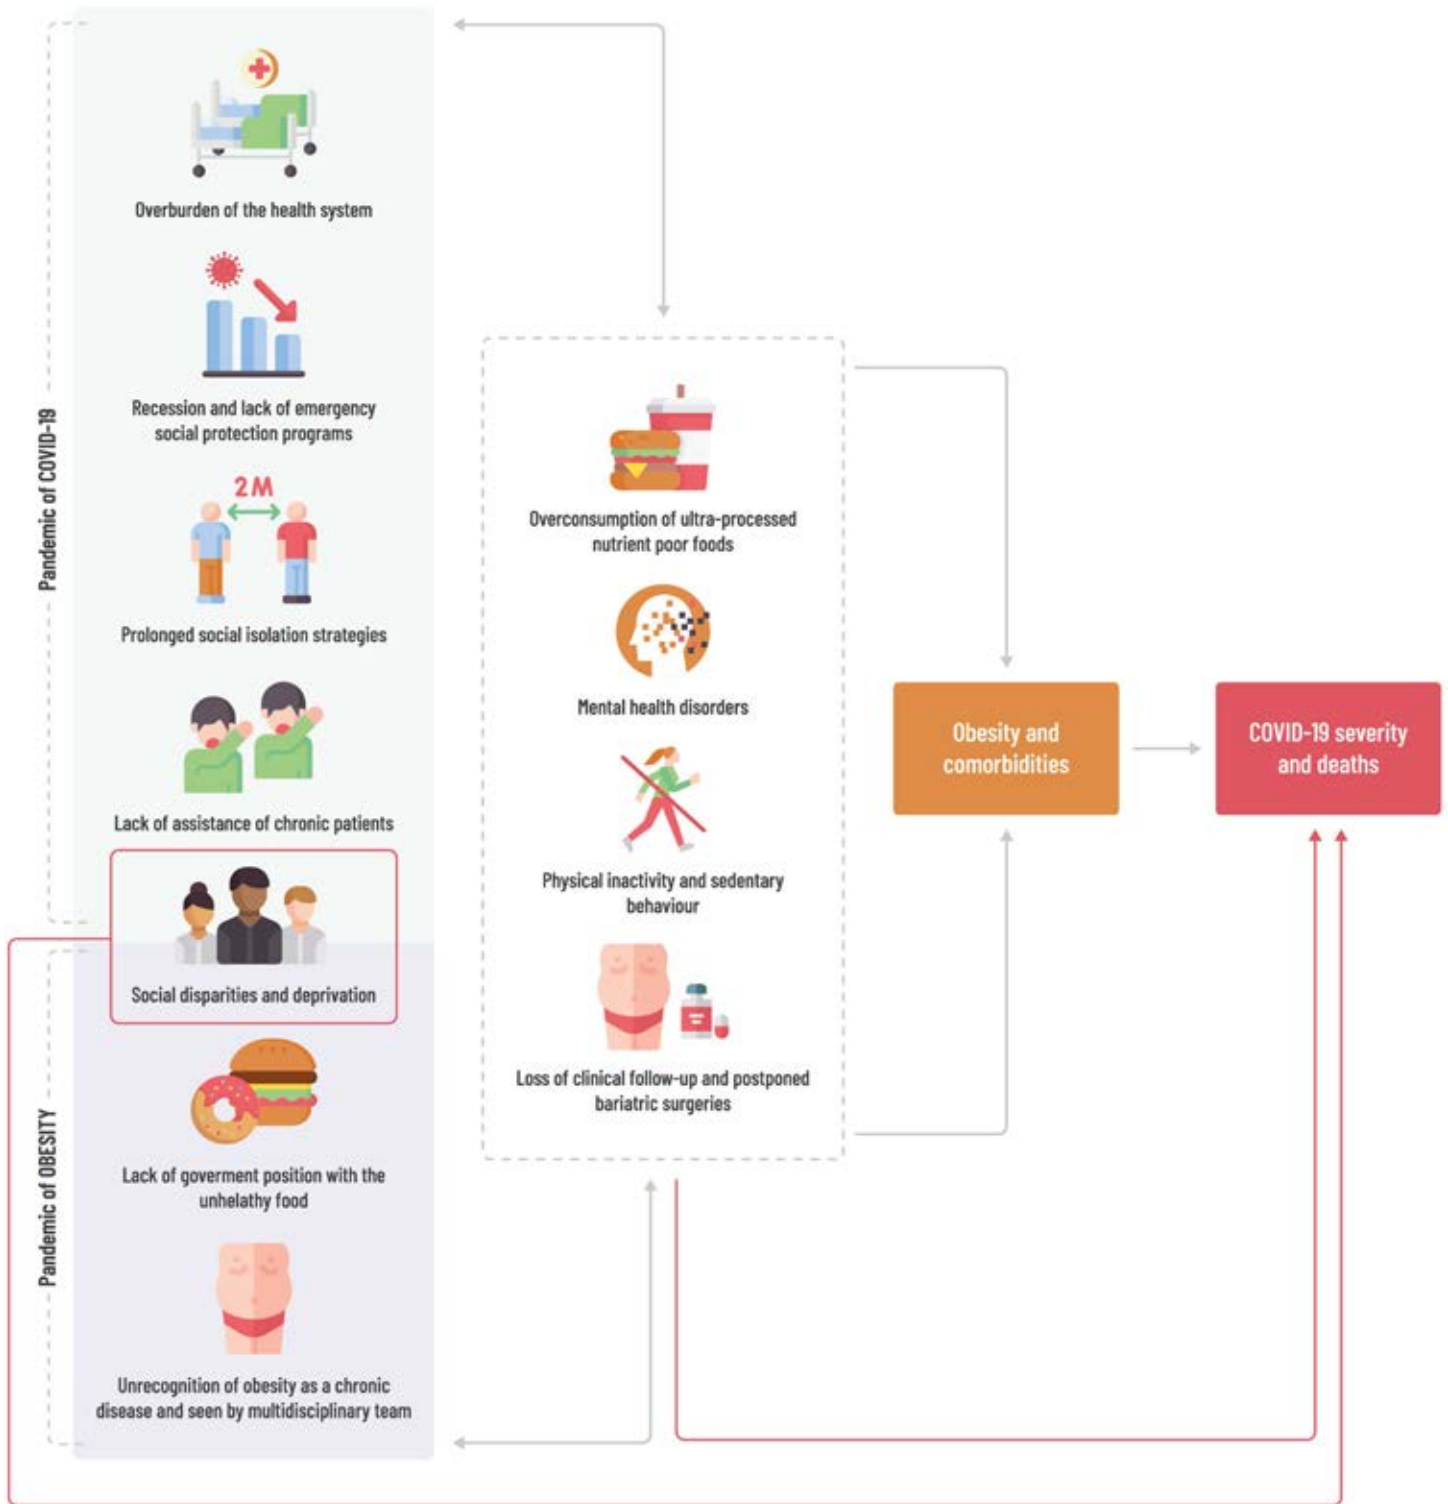 Pandemic of COVID-19
Overburden of the health system
Recession and lack of emergency
social protection programs
2M
Prolonged social isolation strategies
Lack of assistance of chronic patients
Social disparities and deprivation
Pandemic of OBESITY
Lack of goverment position with the
unhelathy food
Unrecognition of obesity as a chronic
disease and seen by multidisciplinary team
Overconsumption of ultra-processed
nutrient poor foods
Mental health disorders
Physical inactivity and sedentary
behaviour
Loss of clinical follow-up and postponed
bariatric surgeries
Obesity and
comorbidities
COVID-19 severity
and deaths